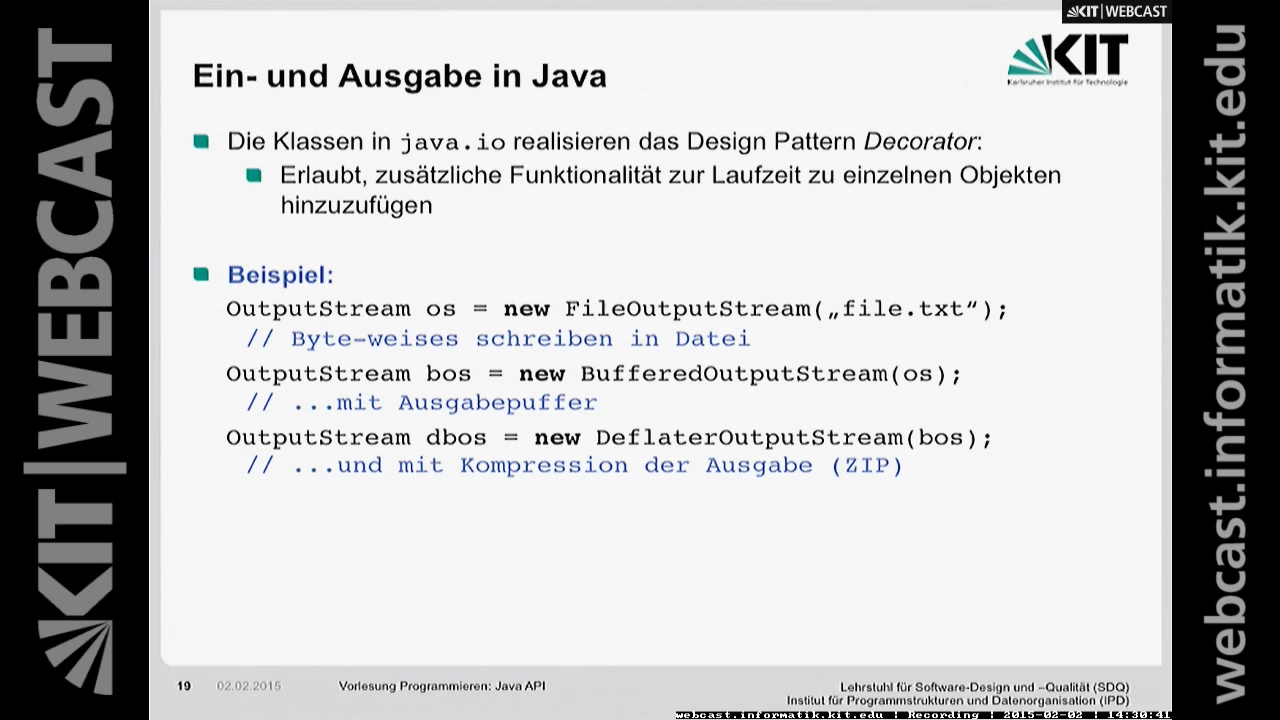 KIT|WEBCAST
KIT|WEBCAST
KIT
Karlsruher Institut für Technologie
Ein- und Ausgabe in Java
Die Klassen in java.io realisieren das Design Pattern Decorator:
Erlaubt, zusätzliche Funktionalität zur Laufzeit zu einzelnen Objekten
hinzuzufügen
Beispiel:
OutputStream os = new FileOutputStream(„file.txt“);
// Byte-weises schreiben in Datei
OutputStream bos = new BufferedOutputStream(os);
// ...mit Ausgabepuffer
OutputStream dbos = new DeflaterOutputStream(bos);
// ...und mit Kompression der Ausgabe (ZIP)
19 02.02.2015 Vorlesung Programmieren: Java API
Lehrstuhl für Software-Design und –Qualität (SDQ)
Institut für Programmstrukturen und Datenorganisation (IPD)
webcast.informatik.kit.edu | Recording | 2015-02-02 | 14:30:41
webcast.informatik.kit.edu